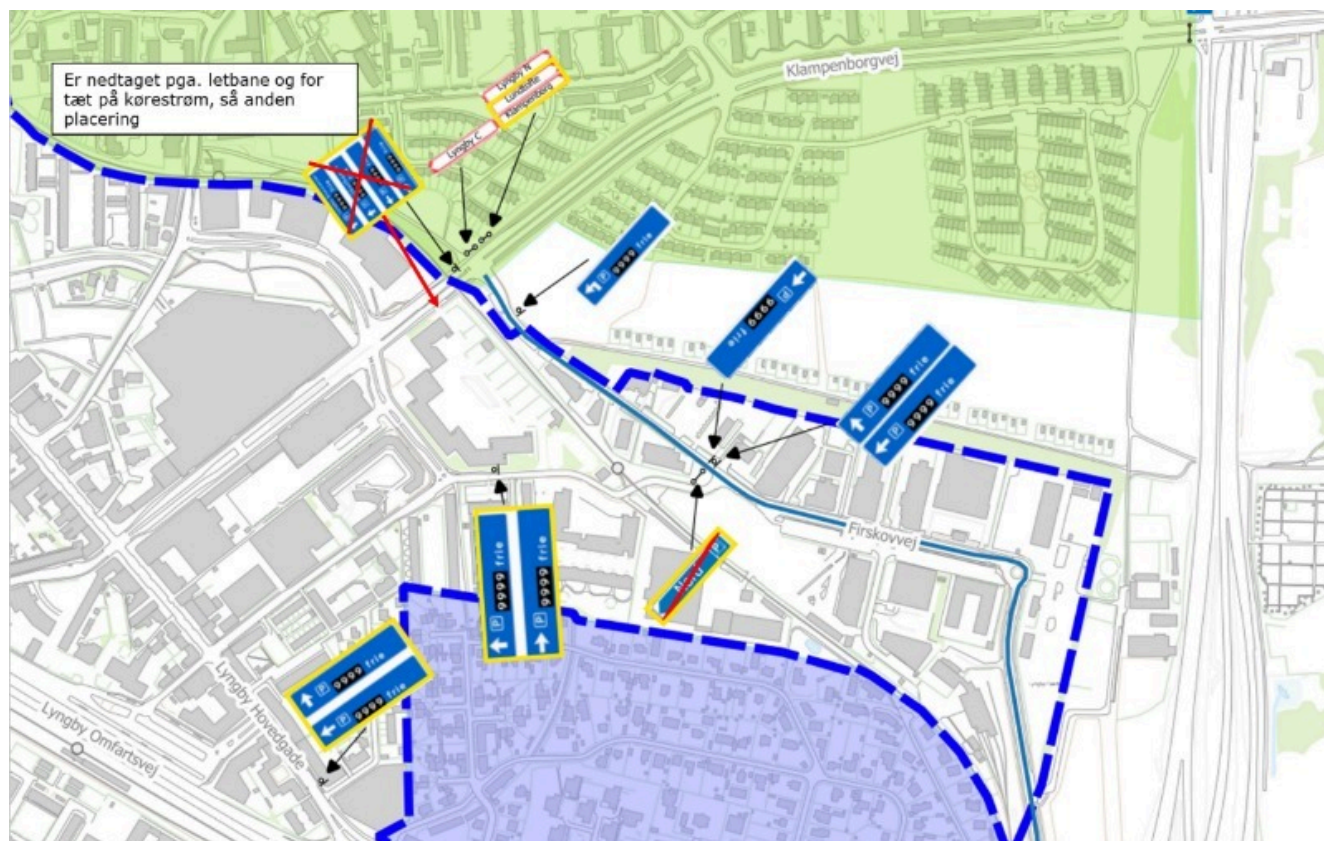 Er nedtaget pga. letbane og for
tæt på kørestrøm, så anden
placering
Lyngby N
Lundtofte
Klampenborg
Lyngby C
Klampenborgvej
P 9999 frie
P 9999 frie
P 9999 frie
P 9999 frie
P 9999 frie
P 9999 frie
P
Firskovvej
P 9999 frie
P 9999 frie
Lyngby Hovedgade
Lyngby Omfartsvej